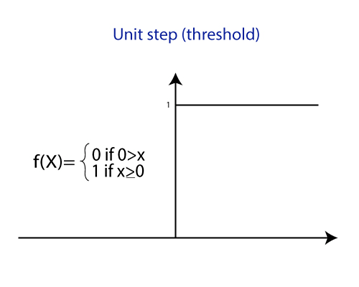 Unit step (threshold)
1
f(X)= { 0 if 0>x
1 if x≥0